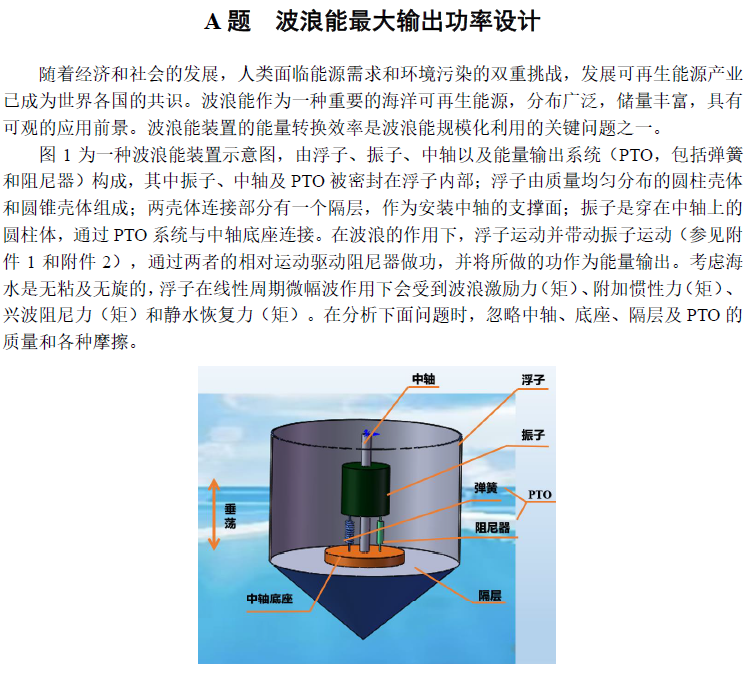 A 题　波浪能最大输出功率设计
随着经济和社会的发展，人类面临能源需求和环境污染的双重挑战，发展可再生能源产业
已成为世界各国的共识。波浪能作为一种重要的海洋可再生能源，分布广泛，储量丰富，具有
可观的应用前景。波浪能装置的能量转换效率是波浪能规模化利用的关键问题之一。
图 1 为一种波浪能装置示意图，由浮子、振子、中轴以及能量输出系统（PTO，包括弹簧
和阻尼器）构成，其中振子、中轴及 PTO 被密封在浮子内部；浮子由质量均匀分布的圆柱壳体
和圆锥壳体组成；两壳体连接部分有一个隔层，作为安装中轴的支撑面；振子是穿在中轴上的
圆柱体，通过 PTO 系统与中轴底座连接。在波浪的作用下，浮子运动并带动振子运动（参见附
件 1 和附件 2），通过两者的相对运动驱动阻尼器做功，并将所做的功作为能量输出。考虑海
水是无粘及无旋的，浮子在线性周期微幅波作用下会受到波浪激励力（矩）、附加惯性力（矩）、
兴波阻尼力（矩）和静水恢复力（矩）。在分析下面问题时，忽略中轴、底座、隔层及 PTO 的
质量和各种摩擦。
中轴
浮子
振子
弹簧
PTO
阻尼器
垂荡
中轴底座
隔层